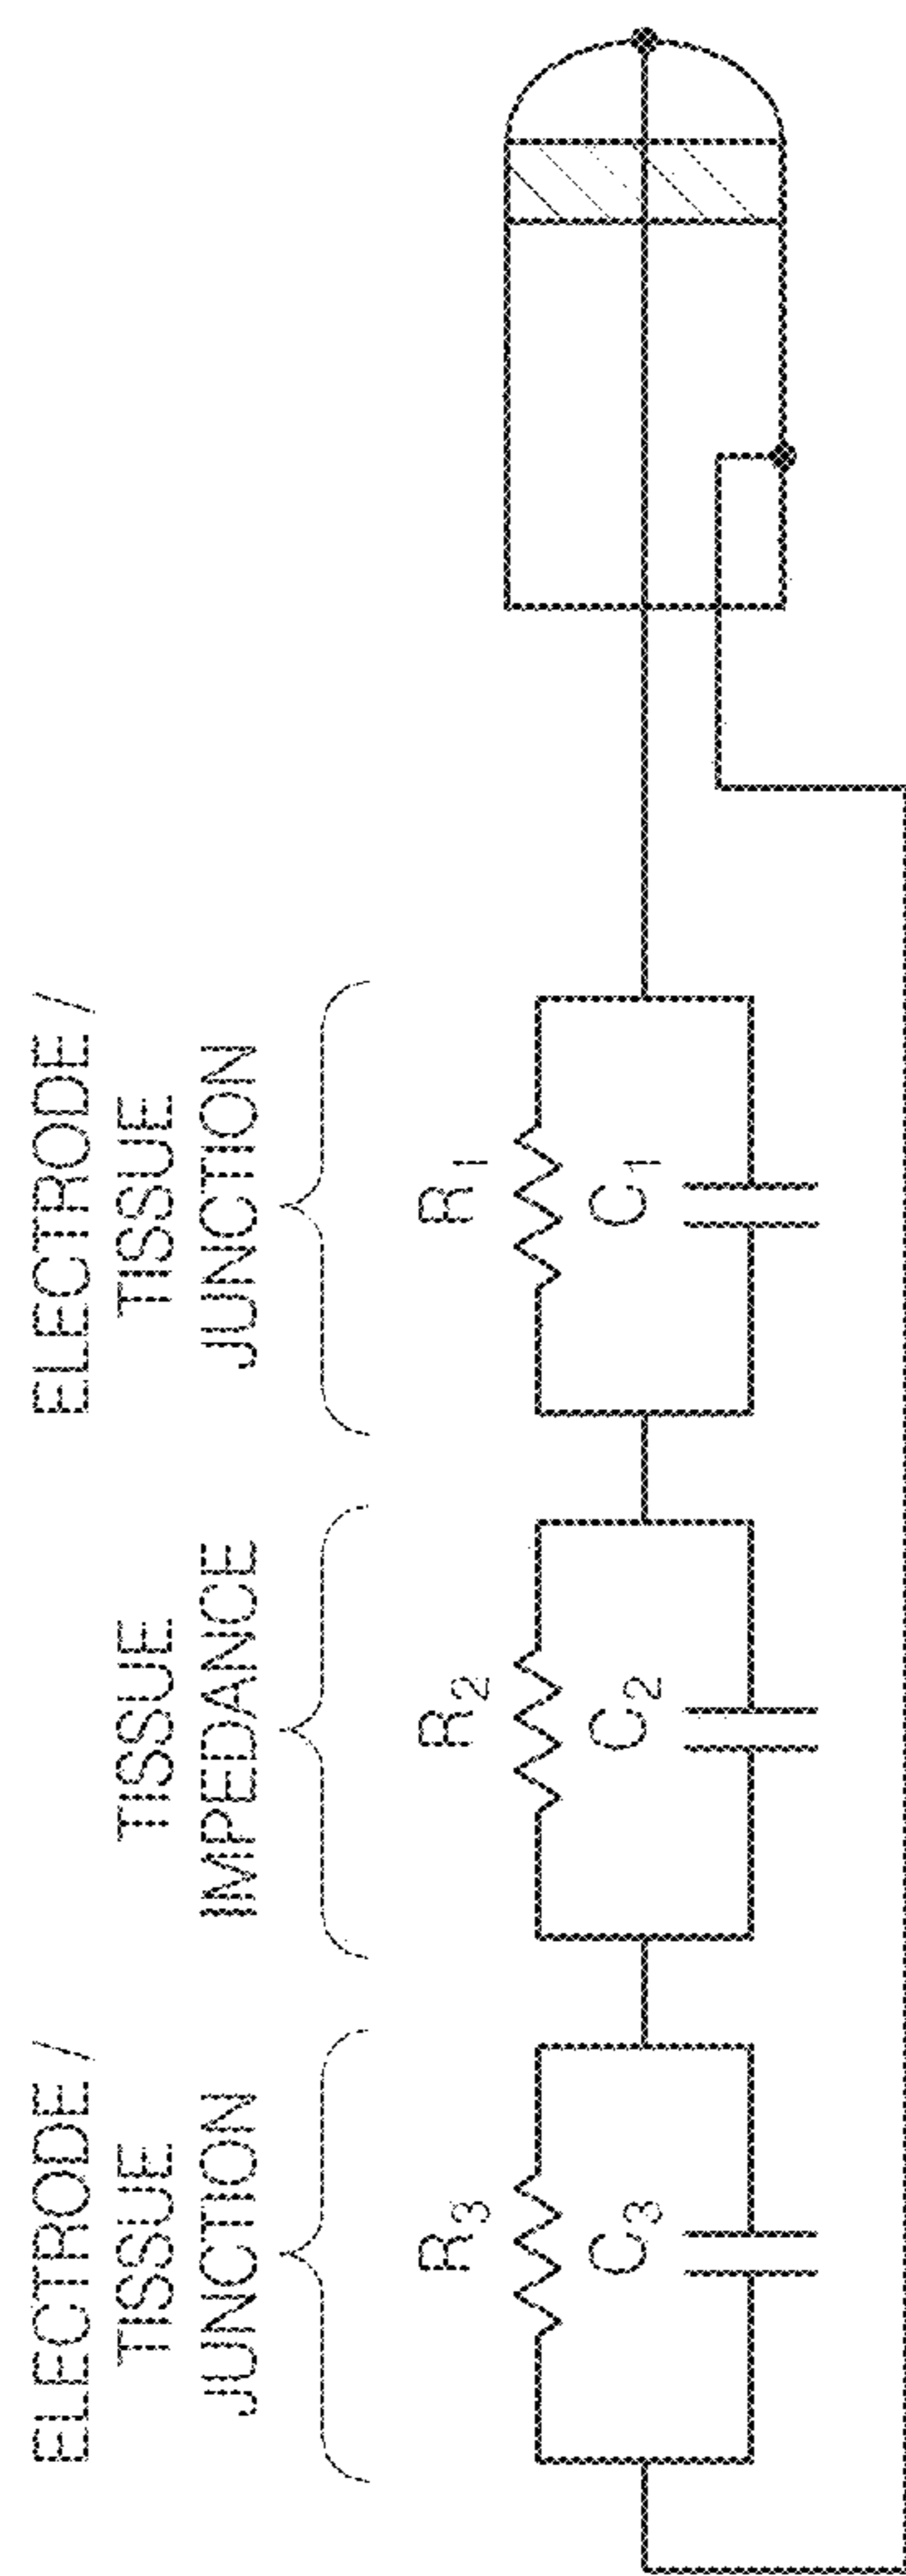 ELECTRODE /
TISSUE
JUNCTION
TISSUE
IMPEDANCE
ELECTRODE /
TISSUE
JUNCTION
R3
R2
R1
C3
C2
C1